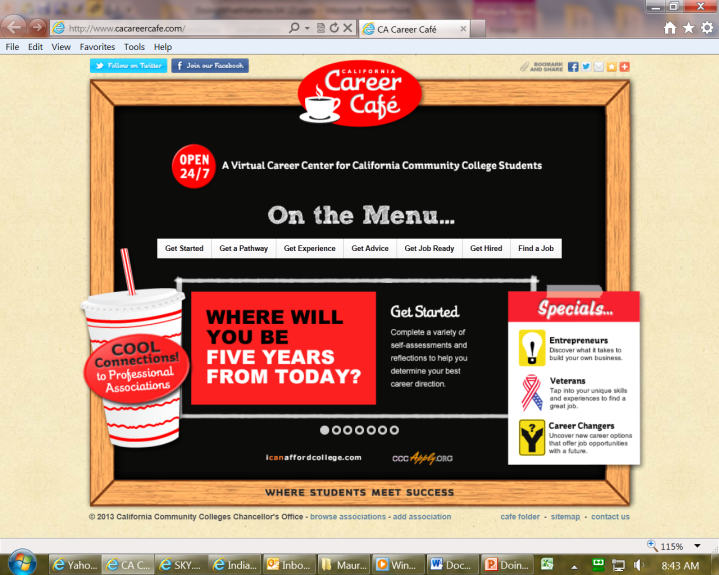 http://www.cacareercafe.com/
CA Career Café
File Edit View Favorites Tools Help
Follow on Twitter
Join our Facebook
BOOKMARK
AND SHARE
CALIFORNIA
Career
Café
OPEN
24/7
A Virtual Career Center for California Community College Students
On the Menu...
Get Started Get a Pathway Get Experience Get Advice Get Job Ready Get Hired Find a Job
COOL
Connections!
to Professional
Associations
WHERE WILL
YOU BE
FIVE YEARS
FROM TODAY?
Get Started
Complete a variety of
self-assessments and
reflections to help you
determine your best
career direction.
Specials...
Entrepreneurs
Discover what it takes to
build your own business.
Veterans
Tap into your unique skills
and experiences to find a
great job.
Career Changers
Uncover new career options
that offer job opportunities
with a future.
icanaffordcollege.com
CCCApply.ORG
WHERE STUDENTS MEET SUCCESS
© 2013 California Community Colleges Chancellor's Office - browse associations - add association
cafe folder - sitemap - contact us
115%
Yaho...
CA C...
SKY....
India...
Inbo...
Maur...
Win...
Doc...
Doin...
8:43 AM